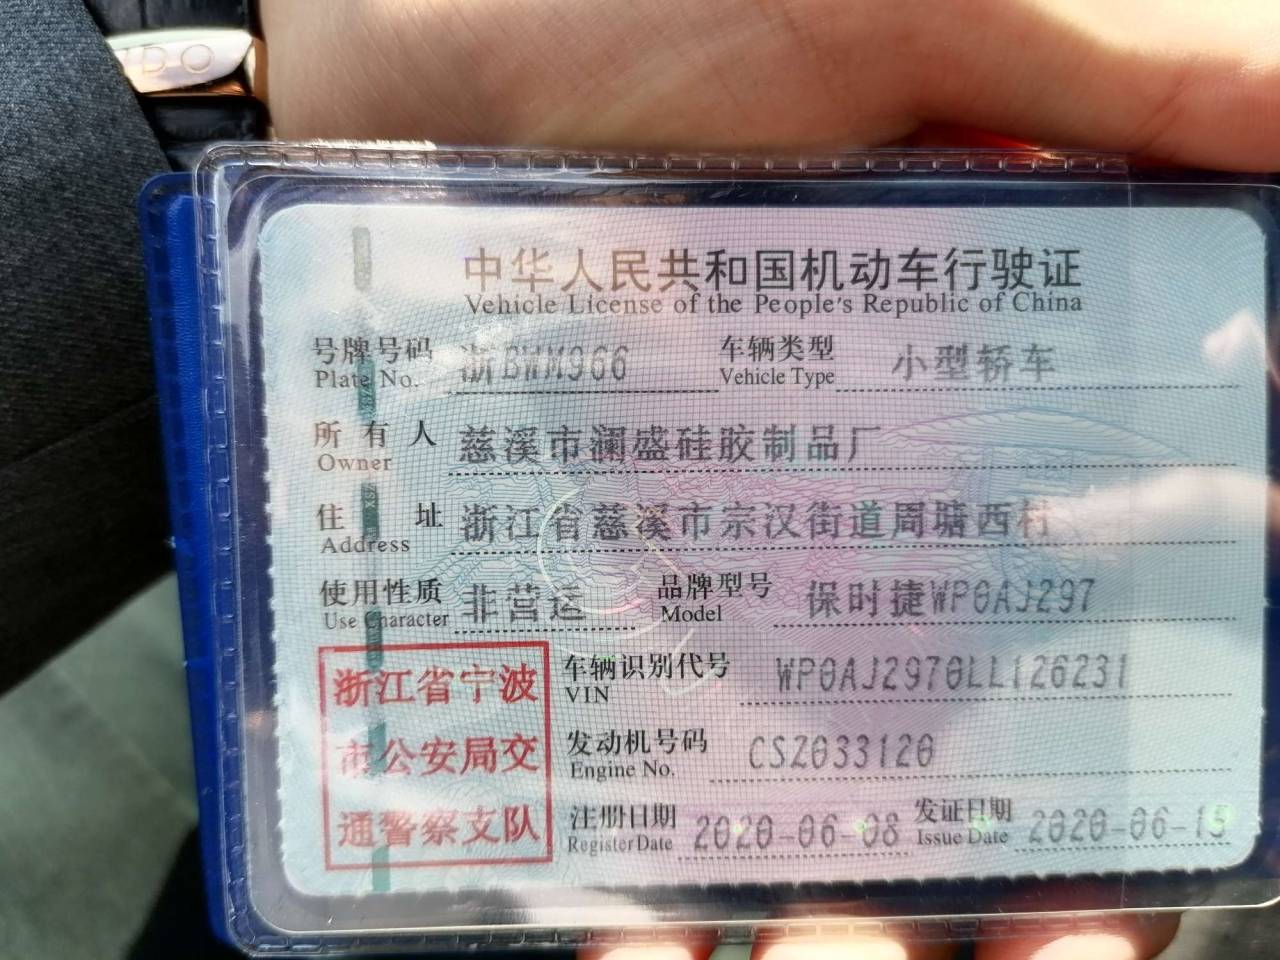 DO
中华人民共和国机动车行驶证
Vehicle License of the People's Republic of China
号牌号码 浙BWM966 车辆类型 小型轿车
Plate No. Vehicle Type
所有人 慈溪市澜盛硅胶制品厂
Owner
住址 浙江省慈溪市宗汉街道周塘西村
Address
使用性质 非营运 品牌型号 保时捷WP0AJ297
Use Character Model
浙江省宁波
市公安局交
通警察支队
车辆识别代号 WP0AJ2970LL126231
VIN
发动机号码 CSZ033120
Engine No.
注册日期 2020-06-08 发证日期 2020-06-15
Register Date Issue Date